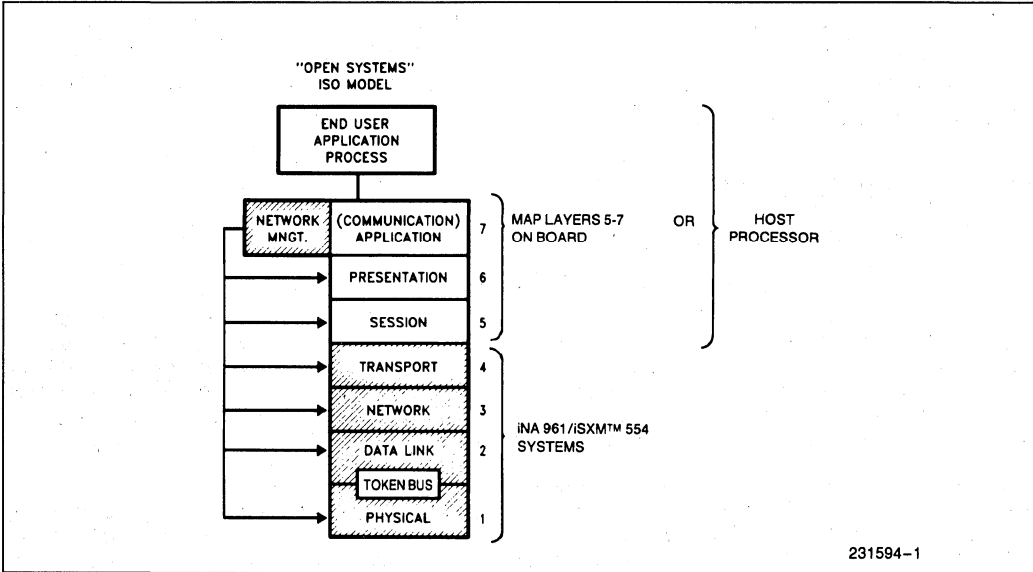 "OPEN SYSTEMS"
ISO MODEL
END USER
APPLICATION
PROCESS
NETWORK
MNGT.
(COMMUNICATION)
APPLICATION
7
MAP LAYERS 5-7
ON BOARD
OR
HOST
PROCESSOR
PRESENTATION
6
SESSION
5
TRANSPORT
4
NETWORK
3
iNA 961/iSXM™ 554
SYSTEMS
DATA LINK
2
TOKEN BUS
PHYSICAL
1
231594-1